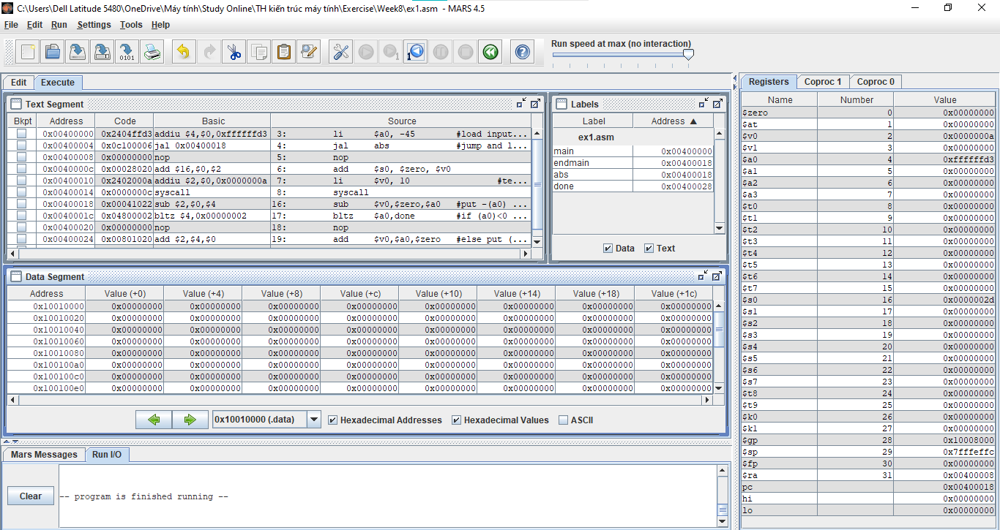 C:\Users\Dell Latitude 5480\OneDrive\Máy tính\Study Online\TH kiến trúc máy tính\Exercise\Week8\ex1.asm - MARS 4.5
File Edit Run Settings Tools Help
Run speed at max (no interaction)
Edit Execute
Text Segment
Bkpt Address Code Basic Source
0x00400000 0x2404ffd3 addiu $4,$0,0xffffffd3 3: li $a0, -45 #load input...
0x00400004 0x0c100006 jal 0x00400018 4: jal abs #jump and l...
0x00400008 0x00000000 nop 5: nop
0x0040000c 0x00028020 add $16,$0,$2 6: add $s0, $zero, $v0
0x00400010 0x2402000a addiu $2,$0,0x0000000a 7: li $v0, 10 #te...
0x00400014 0x0000000c syscall 8: syscall
0x00400018 0x00041022 sub $2,$0,$4 16: sub $v0,$zero,$a0 #put -(a0) ...
0x0040001c 0x04800002 bltz $4,0x00000002 17: bltz $a0,done #if (a0)<0 ...
0x00400020 0x00000000 nop 18: nop
0x00400024 0x00801020 add $2,$4,$0 19: add $v0,$a0,$zero #else put (...
Labels
Label Address ▲
ex1.asm
main 0x00400000
endmain 0x00400018
abs 0x00400018
done 0x00400028
Data Text
Data Segment
Address Value (+0) Value (+4) Value (+8) Value (+c) Value (+10) Value (+14) Value (+18) Value (+1c)
0x10010000 0x00000000 0x00000000 0x00000000 0x00000000 0x00000000 0x00000000 0x00000000 0x00000000
0x10010020 0x00000000 0x00000000 0x00000000 0x00000000 0x00000000 0x00000000 0x00000000 0x00000000
0x10010040 0x00000000 0x00000000 0x00000000 0x00000000 0x00000000 0x00000000 0x00000000 0x00000000
0x10010060 0x00000000 0x00000000 0x00000000 0x00000000 0x00000000 0x00000000 0x00000000 0x00000000
0x10010080 0x00000000 0x00000000 0x00000000 0x00000000 0x00000000 0x00000000 0x00000000 0x00000000
0x100100a0 0x00000000 0x00000000 0x00000000 0x00000000 0x00000000 0x00000000 0x00000000 0x00000000
0x100100c0 0x00000000 0x00000000 0x00000000 0x00000000 0x00000000 0x00000000 0x00000000 0x00000000
0x100100e0 0x00000000 0x00000000 0x00000000 0x00000000 0x00000000 0x00000000 0x00000000 0x00000000
0x10010000 (.data) Hexadecimal Addresses Hexadecimal Values ASCII
Mars Messages Run I/O
Clear
-- program is finished running --
Registers Coproc 1 Coproc 0
Name Number Value
$zero 0 0x00000000
$at 1 0x00000000
$v0 2 0x0000000a
$v1 3 0x00000000
$a0 4 0xffffffd3
$a1 5 0x00000000
$a2 6 0x00000000
$a3 7 0x00000000
$t0 8 0x00000000
$t1 9 0x00000000
$t2 10 0x00000000
$t3 11 0x00000000
$t4 12 0x00000000
$t5 13 0x00000000
$t6 14 0x00000000
$t7 15 0x00000000
$s0 16 0x0000002d
$s1 17 0x00000000
$s2 18 0x00000000
$s3 19 0x00000000
$s4 20 0x00000000
$s5 21 0x00000000
$s6 22 0x00000000
$s7 23 0x00000000
$t8 24 0x00000000
$t9 25 0x00000000
$k0 26 0x00000000
$k1 27 0x00000000
$gp 28 0x10008000
$sp 29 0x7fffeffc
$fp 30 0x00000000
$ra 31 0x00400008
pc 0x00400018
hi 0x00000000
lo 0x00000000